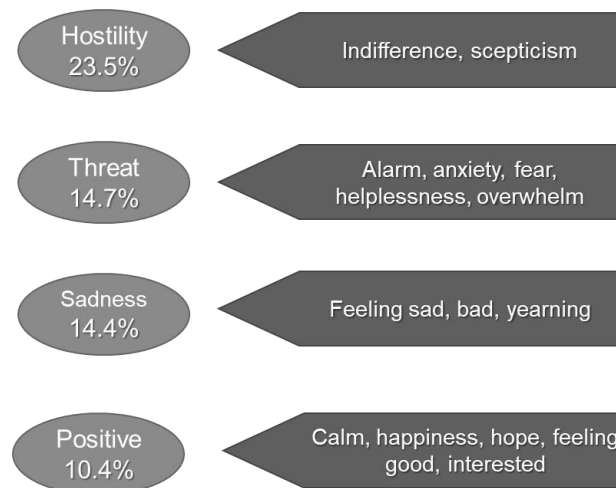 Hostility
23.5%
Indifference, scepticism
Threat
14.7%
Alarm, anxiety, fear,
helplessness, overwhelm
Sadness
14.4%
Feeling sad, bad, yearning
Positive
10.4%
Calm, happiness, hope, feeling
good, interested